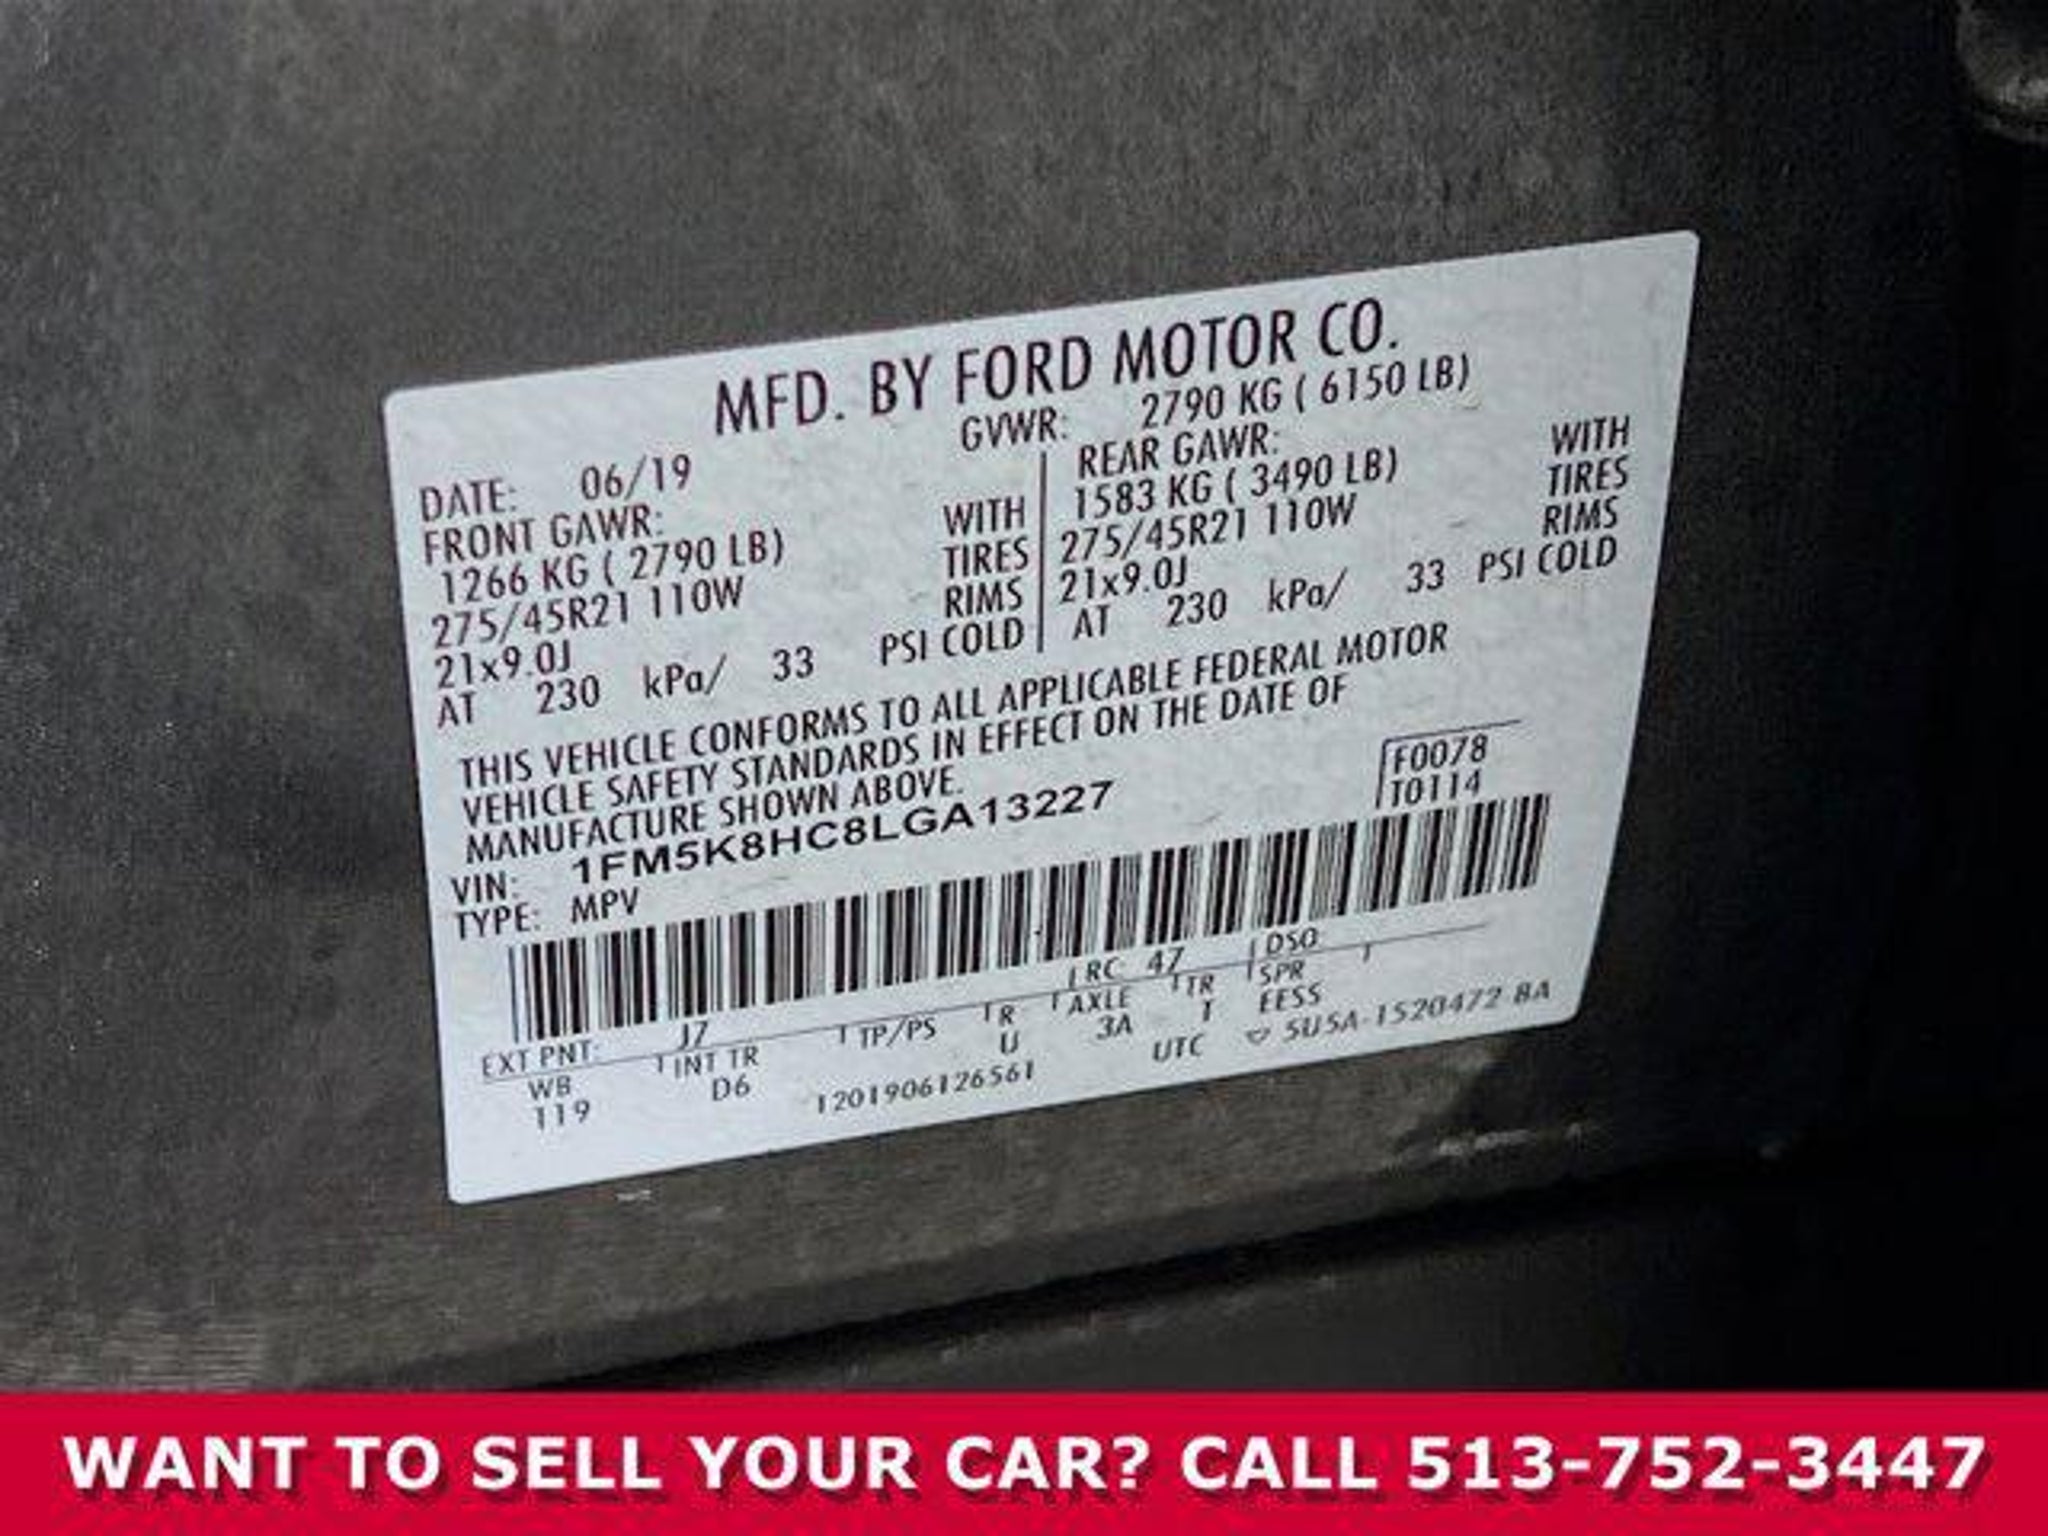 MFD. BY FORD MOTOR CO.
DATE: 06/19 GVWR: 2790 KG ( 6150 LB)
FRONT GAWR: REAR GAWR:
1266 KG ( 2790 LB) WITH 1583 KG ( 3490 LB) WITH
275/45R21 110W TIRES 275/45R21 110W TIRES
21x9.0J RIMS 21x9.0J RIMS
AT 230 kPa/ 33 PSI COLD AT 230 kPa/ 33 PSI COLD
THIS VEHICLE CONFORMS TO ALL APPLICABLE FEDERAL MOTOR
VEHICLE SAFETY STANDARDS IN EFFECT ON THE DATE OF
MANUFACTURE SHOWN ABOVE.
F0078
T0114
VIN: 1FM5K8HC8LGA13227
TYPE: MPV
EXT PNT: J7 RC: 47 DSO
WB INT TR TP/PS R AXLE TR SPR
119 D6 U 3A T EESS
1201906126561 UTC 5U5A-1520472 BA
WANT TO SELL YOUR CAR? CALL 513-752-3447